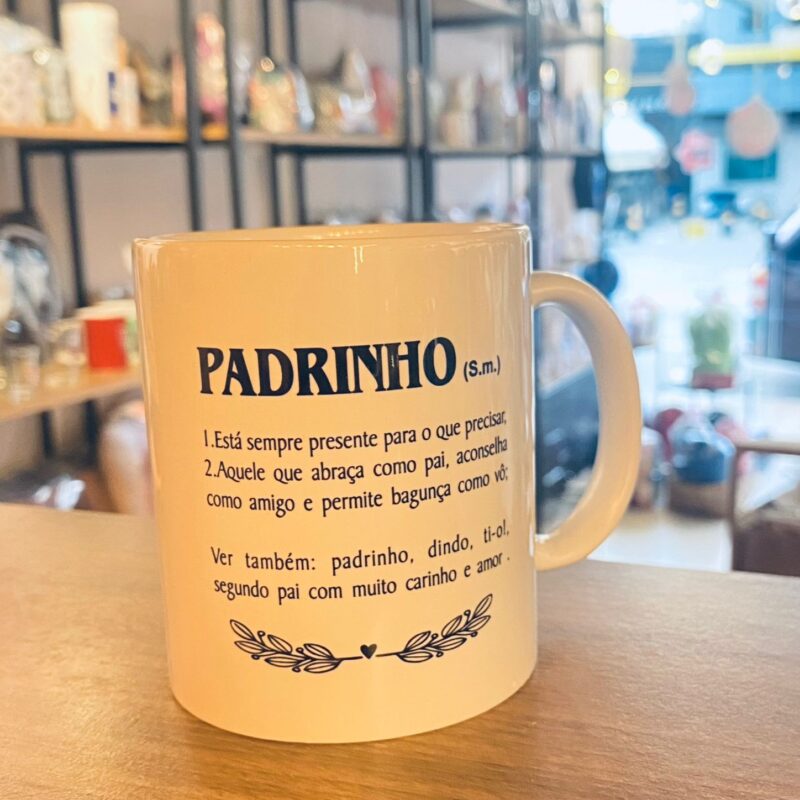 PADRINHO (S.m.)
1.Está sempre presente para o que precisar,
2.Aquele que abraça como pai, aconselha
como amigo e permite bagunça como vô;
Ver também: padrinho, dindo, ti-o!,
segundo pai com muito carinho e amor .